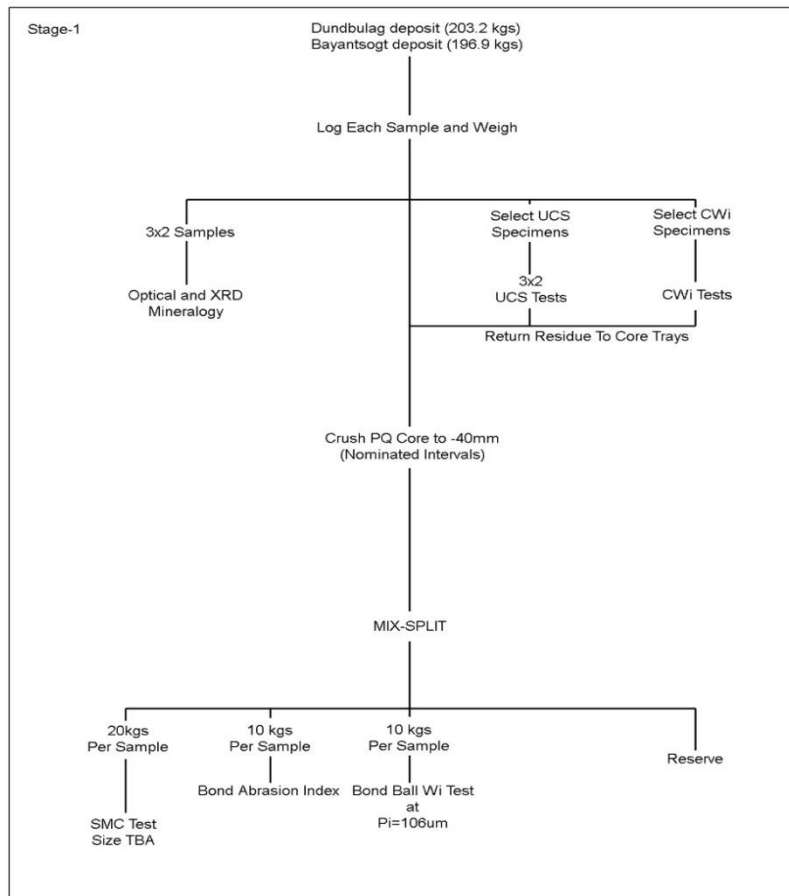 Stage-1
Dundbulag deposit (203.2 kgs)
Bayantsogt deposit (196.9 kgs)
Log Each Sample and Weigh
3x2 Samples
Optical and XRD
Mineralogy
Select UCS
Specimens
3x2
UCS Tests
Select CWi
Specimens
CWi Tests
Return Residue To Core Trays
Crush PQ Core to -40mm
(Nominated Intervals)
MIX-SPLIT
20kgs
Per Sample
SMC Test
Size TBA
10 kgs
Per Sample
Bond Abrasion Index
10 kgs
Per Sample
Bond Ball Wi Test
at
Pi=106um
Reserve